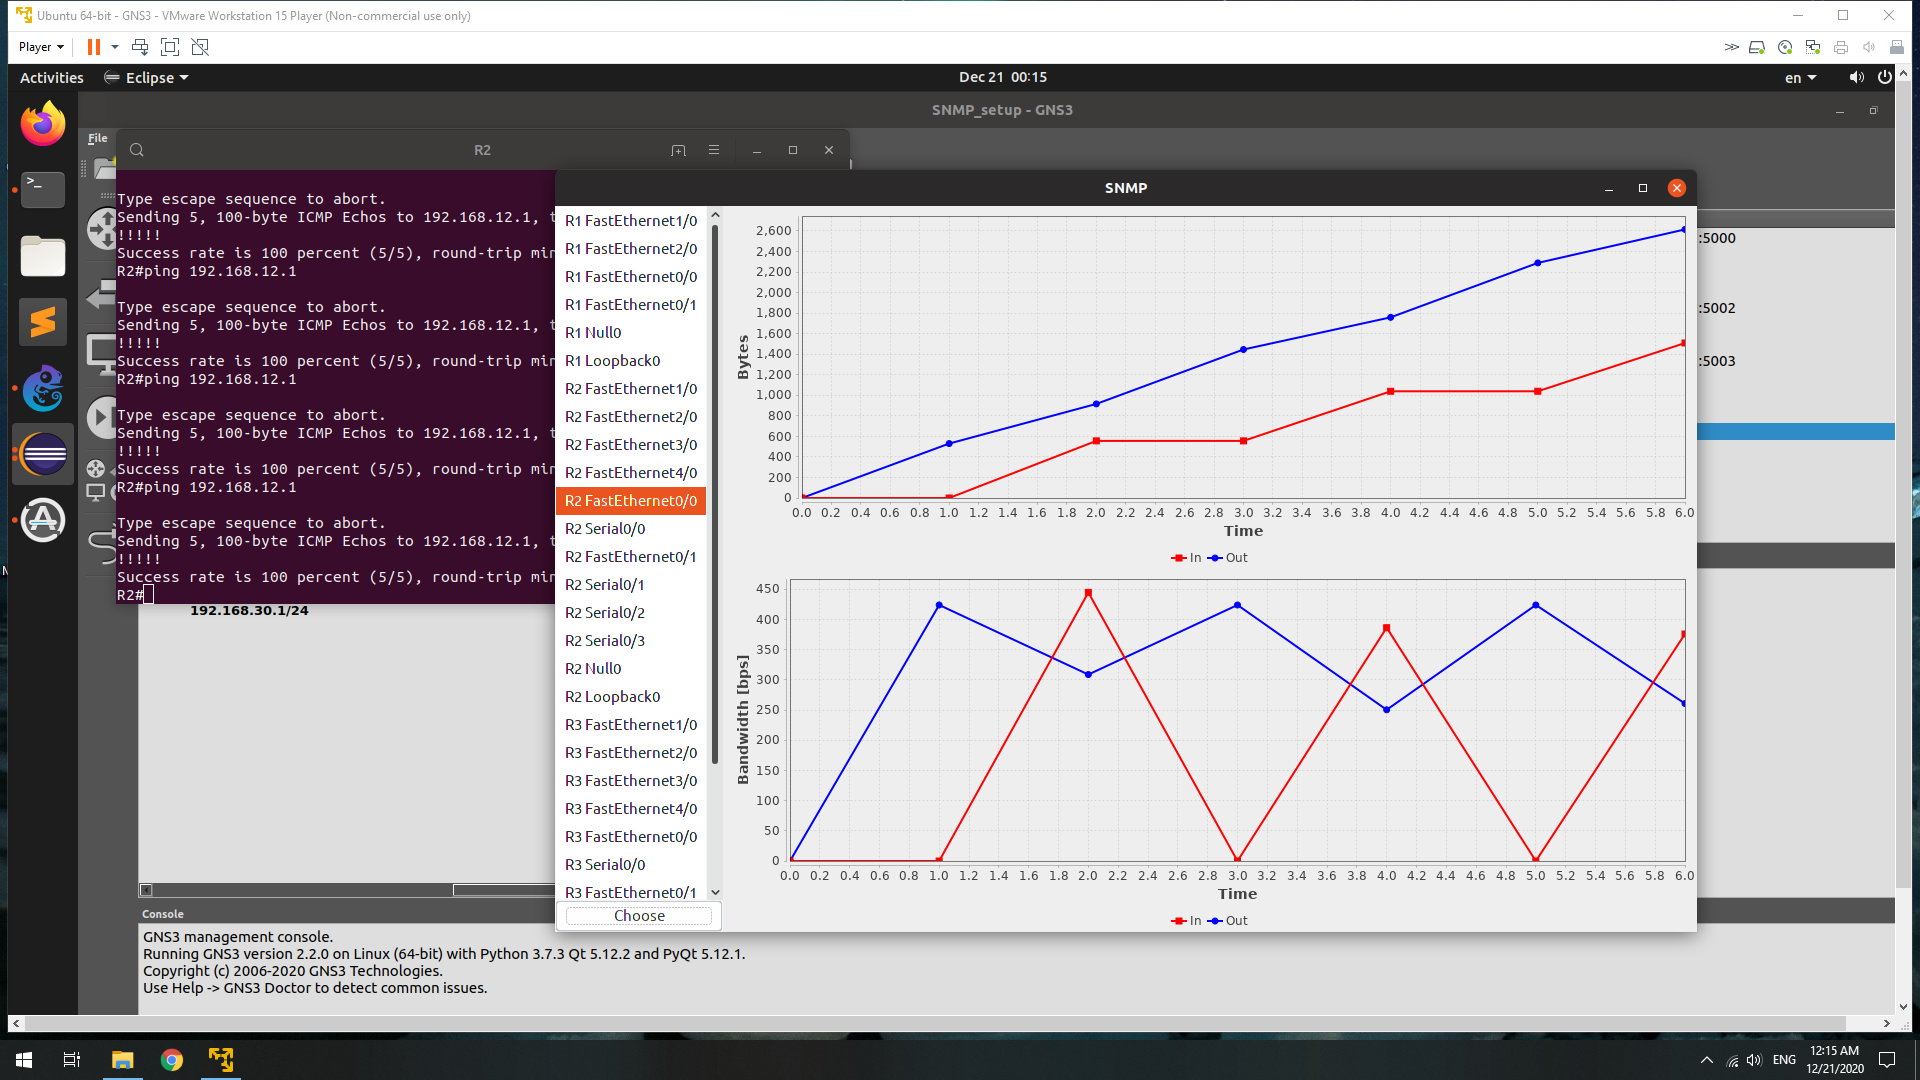 Ubuntu 64-bit - GNS3 - VMware Workstation 15 Player (Non-commercial use only)
Player
Activities
Eclipse
Dec 21 00:15
en
SNMP_setup - GNS3
File
R2
Type escape sequence to abort.
Sending 5, 100-byte ICMP Echos to 192.168.12.1, t
!!!!!
Success rate is 100 percent (5/5), round-trip min
R2#ping 192.168.12.1
Type escape sequence to abort.
Sending 5, 100-byte ICMP Echos to 192.168.12.1, t
!!!!!
Success rate is 100 percent (5/5), round-trip min
R2#ping 192.168.12.1
Type escape sequence to abort.
Sending 5, 100-byte ICMP Echos to 192.168.12.1, t
!!!!!
Success rate is 100 percent (5/5), round-trip min
R2#ping 192.168.12.1
Type escape sequence to abort.
Sending 5, 100-byte ICMP Echos to 192.168.12.1, t
!!!!!
Success rate is 100 percent (5/5), round-trip min
R2#
192.168.30.1/24
SNMP
R1 FastEthernet1/0
R1 FastEthernet2/0
R1 FastEthernet0/0
R1 FastEthernet0/1
R1 Null0
R1 Loopback0
R2 FastEthernet1/0
R2 FastEthernet2/0
R2 FastEthernet3/0
R2 FastEthernet4/0
R2 FastEthernet0/0
R2 Serial0/0
R2 FastEthernet0/1
R2 Serial0/1
R2 Serial0/2
R2 Serial0/3
R2 Null0
R2 Loopback0
R3 FastEthernet1/0
R3 FastEthernet2/0
R3 FastEthernet3/0
R3 FastEthernet4/0
R3 FastEthernet0/0
R3 Serial0/0
R3 FastEthernet0/1
Choose
Bytes
2,600
2,400
2,200
2,000
1,800
1,600
1,400
1,200
1,000
800
600
400
200
0
0.0 0.2 0.4 0.6 0.8 1.0 1.2 1.4 1.6 1.8 2.0 2.2 2.4 2.6 2.8 3.0 3.2 3.4 3.6 3.8 4.0 4.2 4.4 4.6 4.8 5.0 5.2 5.4 5.6 5.8 6.0
Time
In Out
Bandwidth [bps]
450
400
350
300
250
200
150
100
50
0
0.0 0.2 0.4 0.6 0.8 1.0 1.2 1.4 1.6 1.8 2.0 2.2 2.4 2.6 2.8 3.0 3.2 3.4 3.6 3.8 4.0 4.2 4.4 4.6 4.8 5.0 5.2 5.4 5.6 5.8 6.0
Time
In Out
:5000
:5002
:5003
Console
GNS3 management console.
Running GNS3 version 2.2.0 on Linux (64-bit) with Python 3.7.3 Qt 5.12.2 and PyQt 5.12.1.
Copyright (c) 2006-2020 GNS3 Technologies.
Use Help -> GNS3 Doctor to detect common issues.
ENG
12:15 AM
12/21/2020